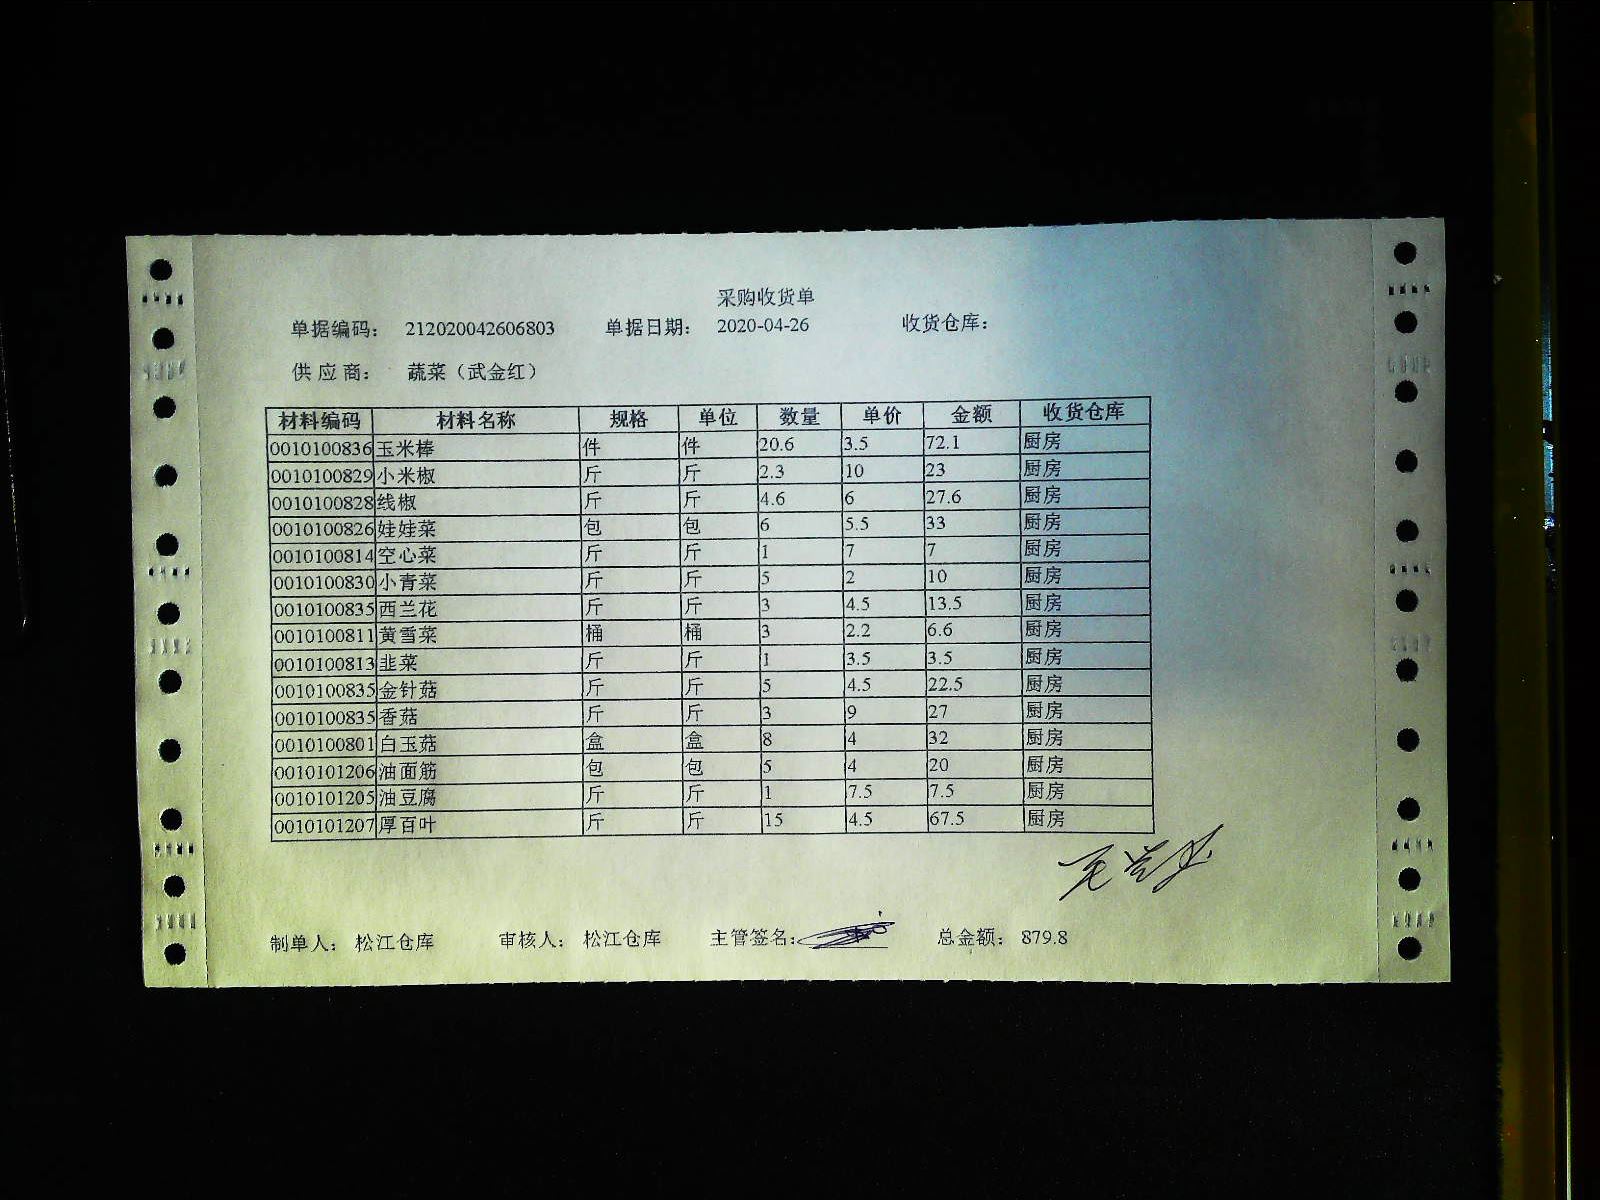 采购收货单
单据编码： 212020042606803 单据日期： 2020-04-26 收货仓库：
供 应 商： 蔬菜（武金红）
材料编码 材料名称 规格 单位 数量 单价 金额 收货仓库
0010100836 玉米棒 件 件 20.6 3.5 72.1 厨房
0010100829 小米椒 斤 斤 2.3 10 23 厨房
0010100828 线椒 斤 斤 4.6 6 27.6 厨房
0010100826 娃娃菜 包 包 6 5.5 33 厨房
0010100814 空心菜 斤 斤 1 7 7 厨房
0010100830 小青菜 斤 斤 5 2 10 厨房
0010100835 西兰花 斤 斤 3 4.5 13.5 厨房
0010100811 黄雪菜 桶 桶 3 2.2 6.6 厨房
0010100813 韭菜 斤 斤 1 3.5 3.5 厨房
0010100835 金针菇 斤 斤 5 4.5 22.5 厨房
0010100835 香菇 斤 斤 3 9 27 厨房
0010100801 白玉菇 盒 盒 8 4 32 厨房
0010101206 油面筋 包 包 5 4 20 厨房
0010101205 油豆腐 斤 斤 1 7.5 7.5 厨房
0010101207 厚百叶 斤 斤 15 4.5 67.5 厨房
制单人： 松江仓库 审核人： 松江仓库 主管签名： 总金额： 879.8